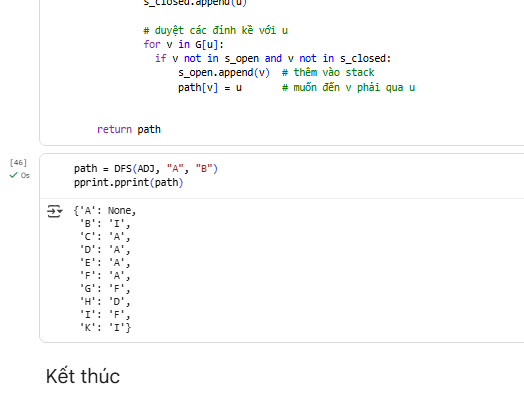 s_closed.append(u)
# duyệt các đỉnh kề với u
for v in G[u]:
if v not in s_open and v not in s_closed:
s_open.append(v)  # thêm vào stack
path[v] = u       # muốn đến v phải qua u
return path
[46]
0s
path = DFS(ADJ, "A", "B")
pprint.pprint(path)
{'A': None,
'B': 'I',
'C': 'A',
'D': 'A',
'E': 'A',
'F': 'A',
'G': 'F',
'H': 'D',
'I': 'F',
'K': 'I'}
Kết thúc